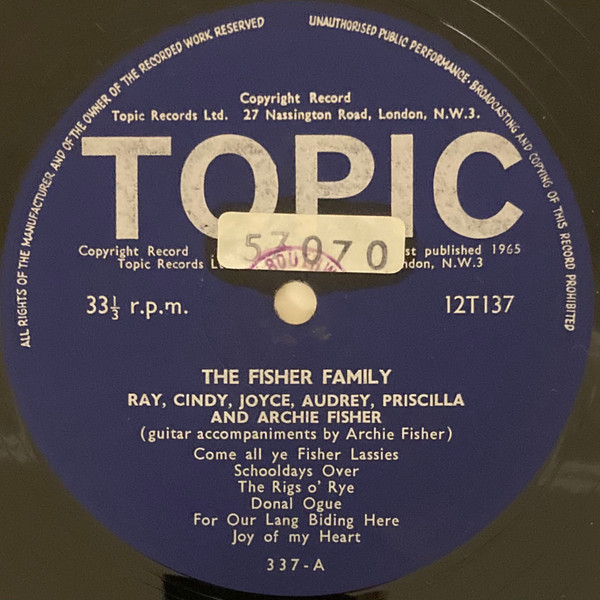 ALL RIGHTS OF THE MANUFACTURER AND OF THE OWNER OF THE RECORDED WORK RESERVED
UNAUTHORISED PUBLIC PERFORMANCE · BROADCASTING AND COPYING OF THIS RECORD PROHIBITED
Copyright Record
Topic Records Ltd. 27 Nassington Road, London, N.W.3.
TOPIC
57070
Copyright Record published 1965
Topic Records London, N.W.3
33⅓ r.p.m. 12T137
THE FISHER FAMILY
RAY, CINDY, JOYCE, AUDREY, PRISCILLA
AND ARCHIE FISHER
(guitar accompaniments by Archie Fisher)
Come all ye Fisher Lassies
Schooldays Over
The Rigs o' Rye
Donal Ogue
For Our Lang Biding Here
Joy of my Heart
337-A